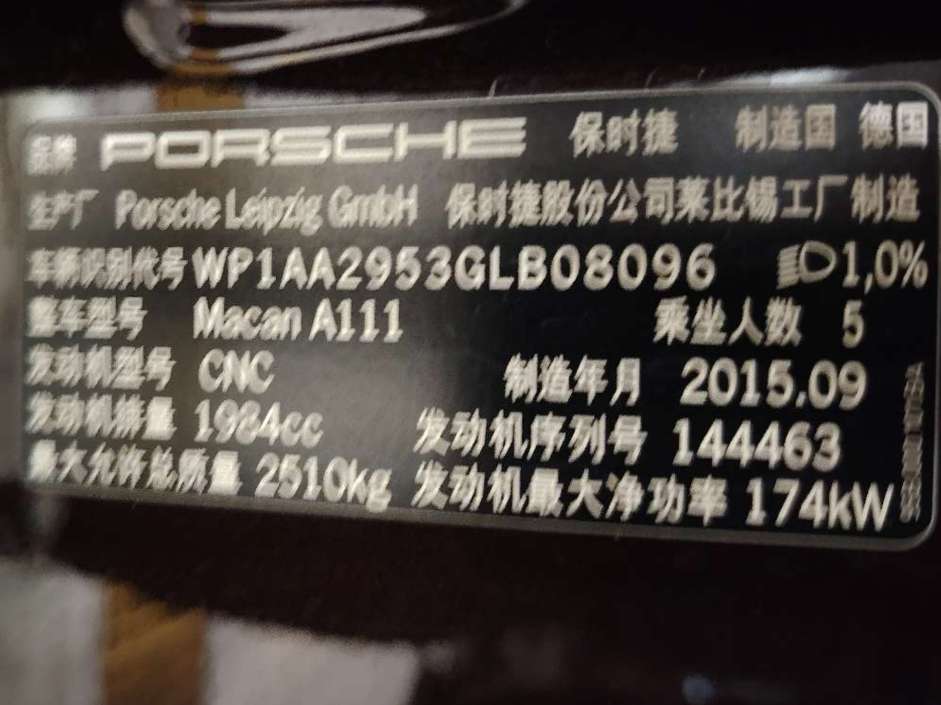 品牌 PORSCHE 保时捷 制造国 德国
生产厂 Porsche Leipzig GmbH 保时捷股份公司莱比锡工厂制造
车辆识别代号 WP1AA2953GLB08096 1,0%
整车型号 Macan A111 乘坐人数 5
发动机型号 CNC 制造年月 2015.09
发动机排量 1984cc 发动机序列号 144463
最大允许总质量 2510kg 发动机最大净功率 174kW